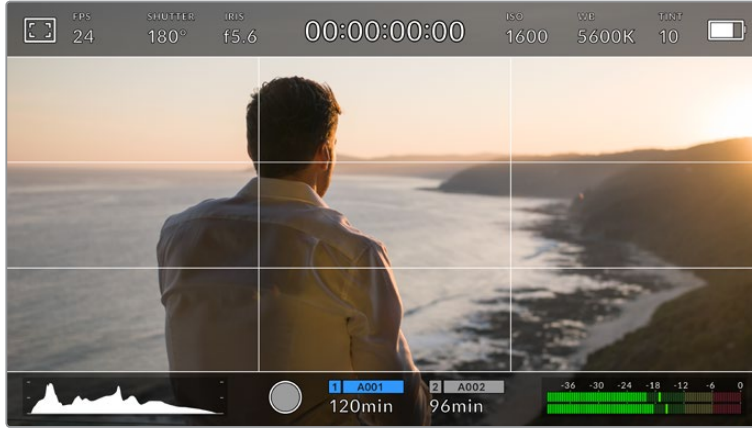 FPS SHUTTER IRIS ISO WB TINT
24 180° f5.6 00:00:00:00 1600 5600K 10
1 A001 2 A002
120min 96min
-36 -30 -24 -18 -12 -6 0